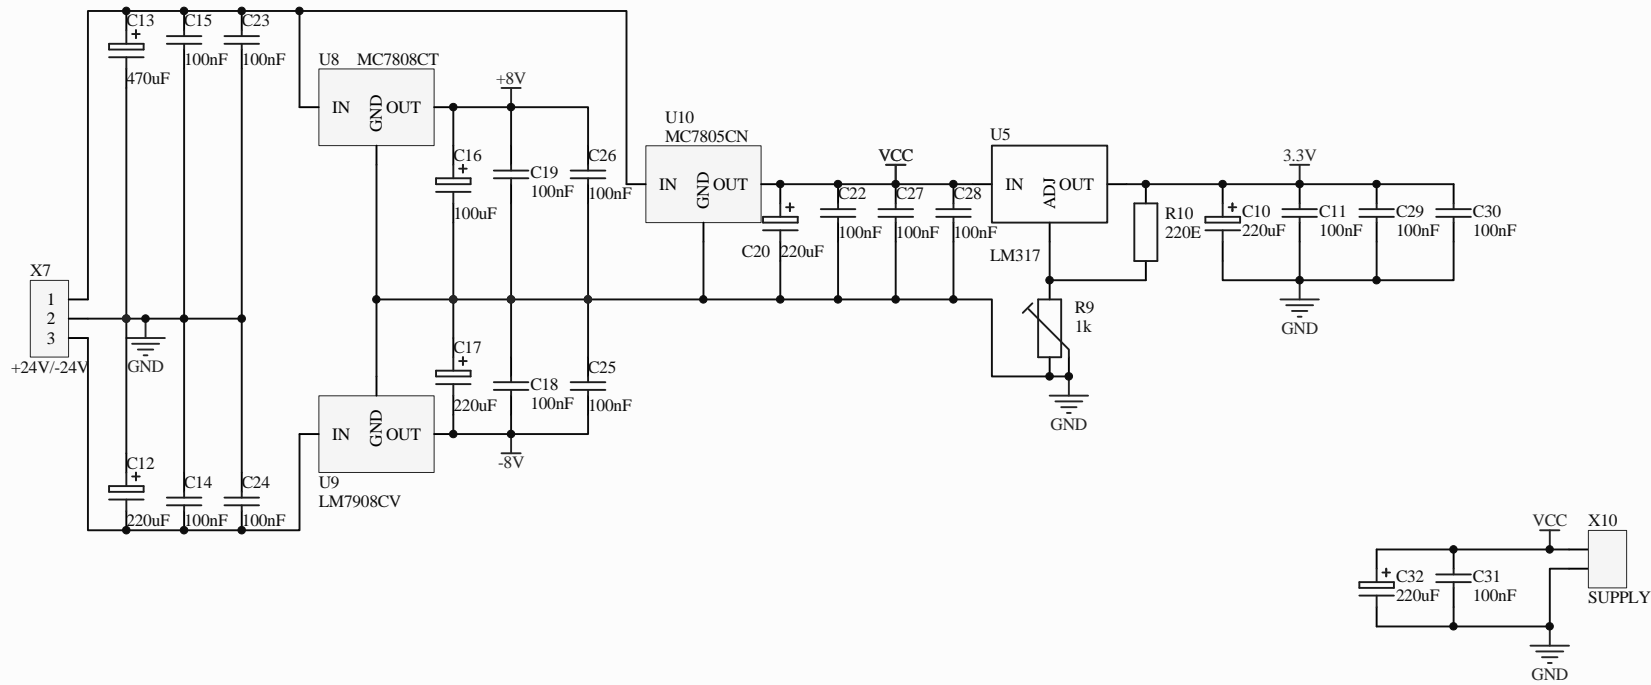 C13
+
470uF
C15
100nF
C23
100nF
U8 MC7808CT
IN GND OUT
+8V
C16
+
100uF
C19
100nF
C26
100nF
U10
MC7805CN
IN GND OUT
VCC
+
C20 220uF
C22
100nF
C27
100nF
C28
100nF
U5
IN ADJ OUT
LM317
3.3V
R10
220E
+
C10
220uF
C11
100nF
C29
100nF
C30
100nF
GND
R9
1k
GND
X7
1
2
3
+24V/-24V
GND
C17
+
220uF
C18
100nF
C25
100nF
IN GND OUT
-8V
U9
LM7908CV
C12
+
220uF
C14
100nF
C24
100nF
VCC
X10
+
C32
220uF
C31
100nF
SUPPLY
GND